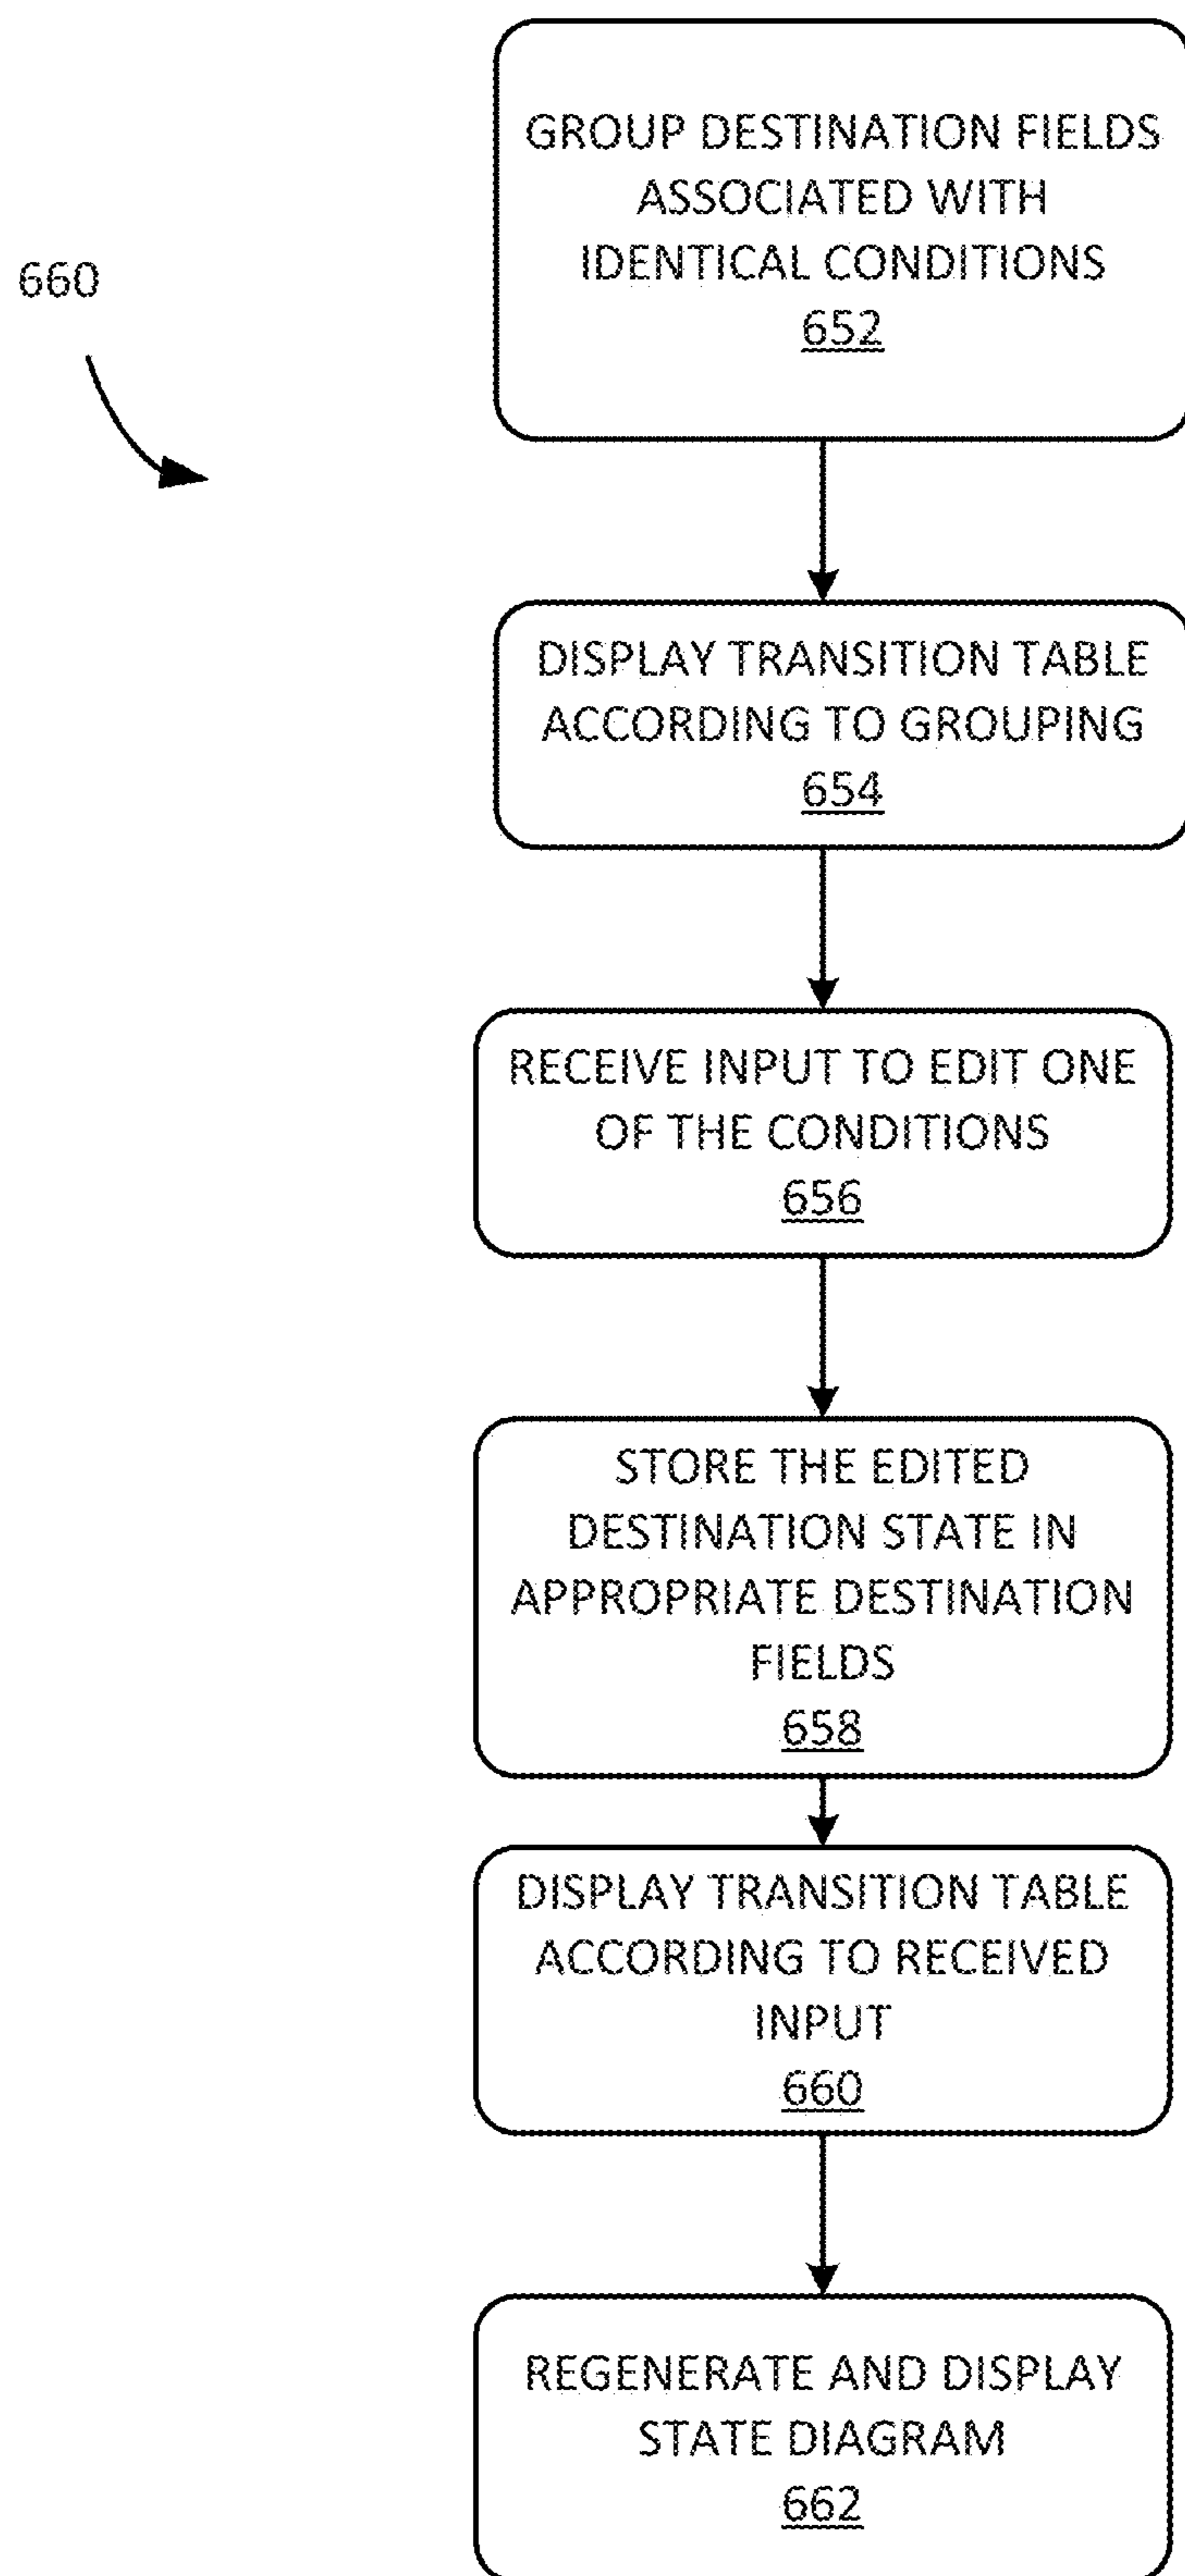 660
GROUP DESTINATION FIELDS
ASSOCIATED WITH
IDENTICAL CONDITIONS
652
DISPLAY TRANSITION TABLE
ACCORDING TO GROUPING
654
RECEIVE INPUT TO EDIT ONE
OF THE CONDITIONS
656
STORE THE EDITED
DESTINATION STATE IN
APPROPRIATE DESTINATION
FIELDS
658
DISPLAY TRANSITION TABLE
ACCORDING TO RECEIVED
INPUT
660
REGENERATE AND DISPLAY
STATE DIAGRAM
662